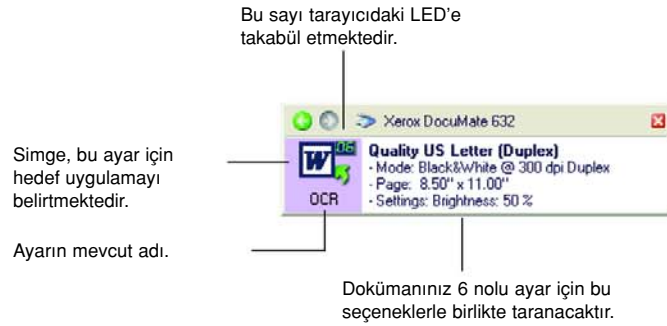 Bu sayı tarayıcıdaki LED’e
takabül etmektedir.
Xerox DocuMate 632
Simge, bu ayar için
hedef uygulamayı
belirtmektedir.
W
06
OCR
Quality US Letter (Duplex)
- Mode: Black&White @ 300 dpi Duplex
- Page: 8.50" x 11.00"
- Settings: Brightness: 50 %
Ayarın mevcut adı.
Dokümanınız 6 nolu ayar için bu
seçeneklerle birlikte taranacaktır.